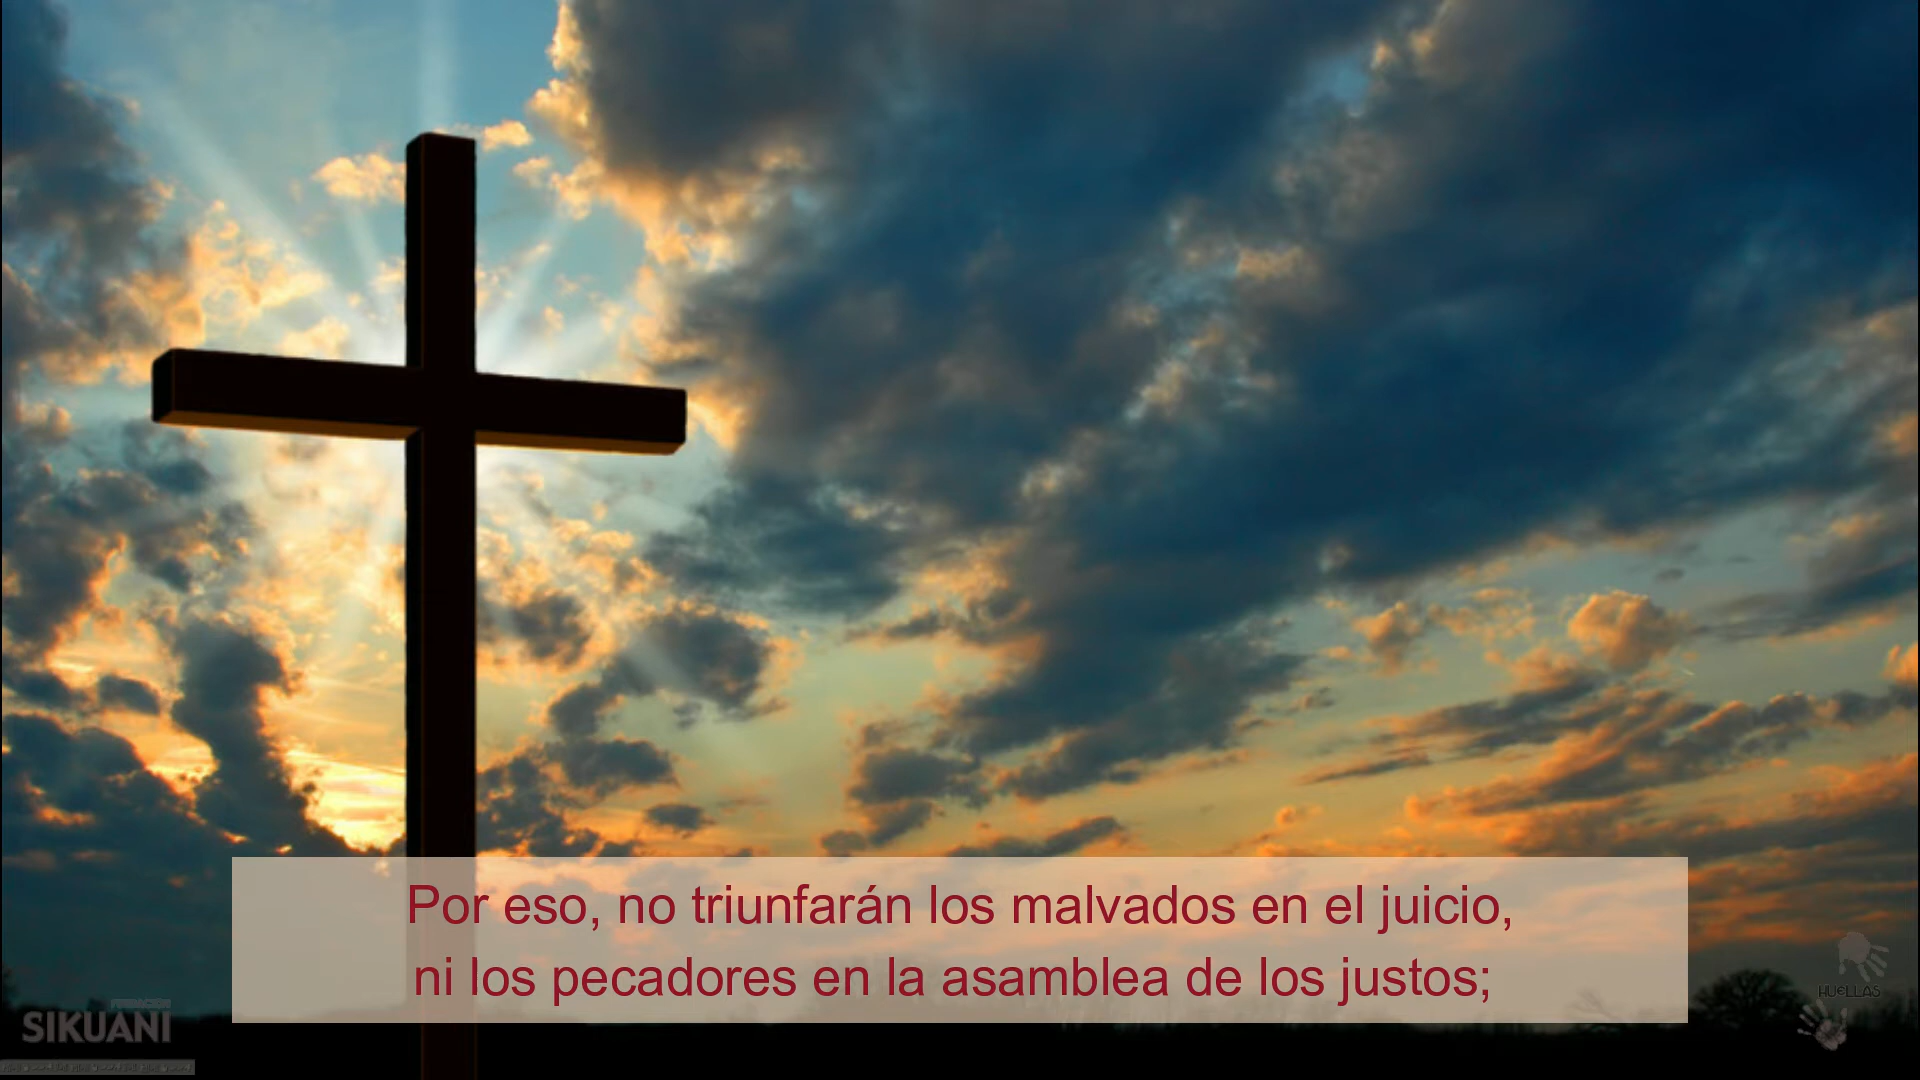 Por eso, no triunfarán los malvados en el juicio,
ni los pecadores en la asamblea de los justos;
FUNDACIÓN
SIKUANI
HUELLAS